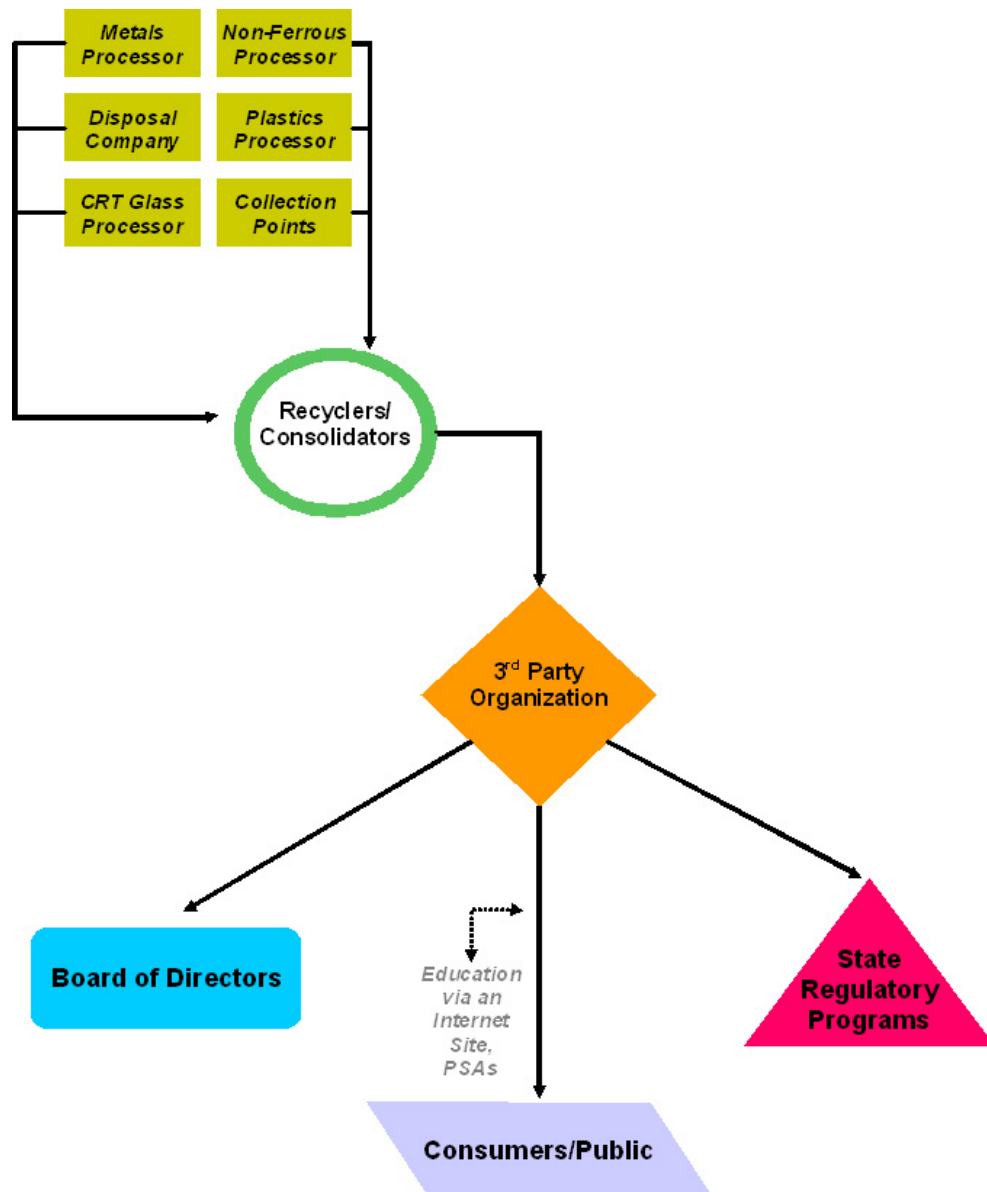 Metals
Processor
Non-Ferrous
Processor
Disposal
Company
Plastics
Processor
CRT Glass
Processor
Collection
Points
Recyclers/
Consolidators
3rd Party
Organization
Board of Directors
Education
via an
Internet
Site,
PSAs
State
Regulatory
Programs
Consumers/Public